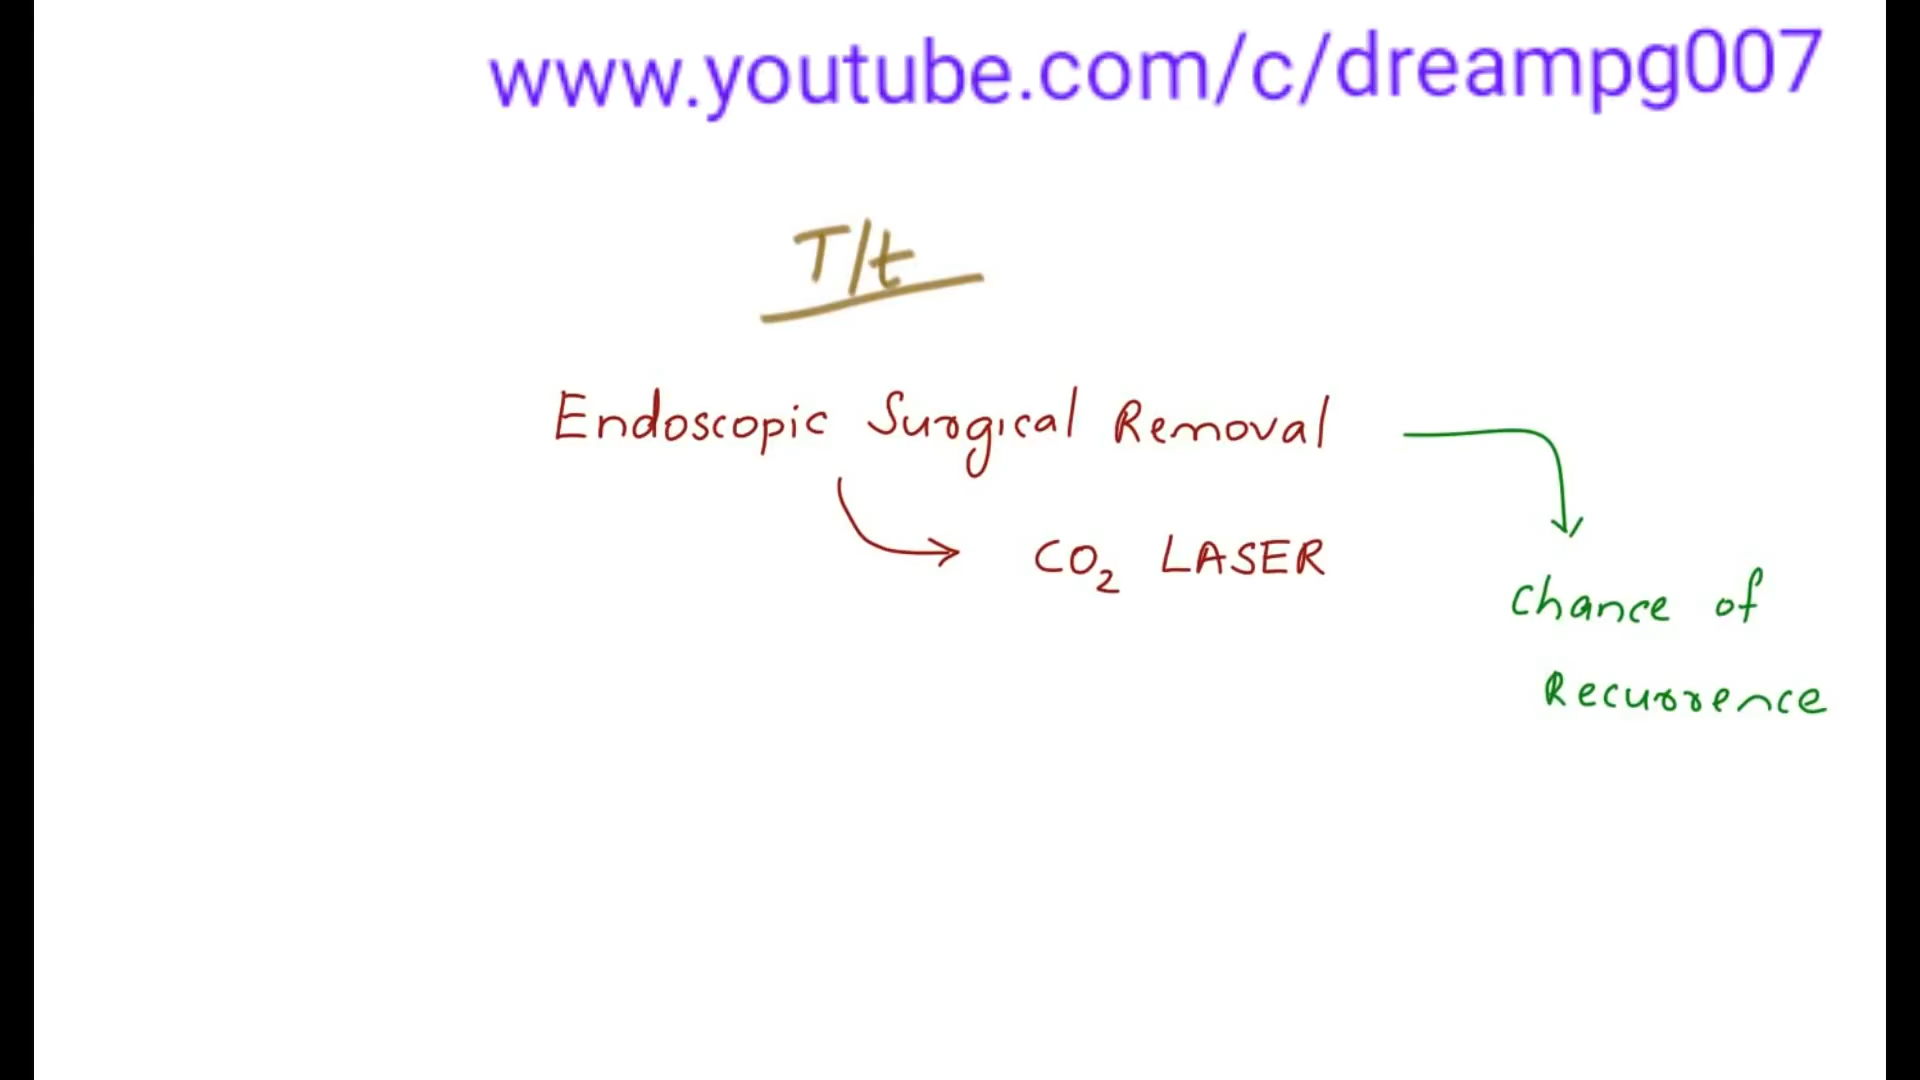 www.youtube.com/c/dreampg007
T/t
Endoscopic Surgical Removal
CO₂ LASER
Chance of
Recurrence